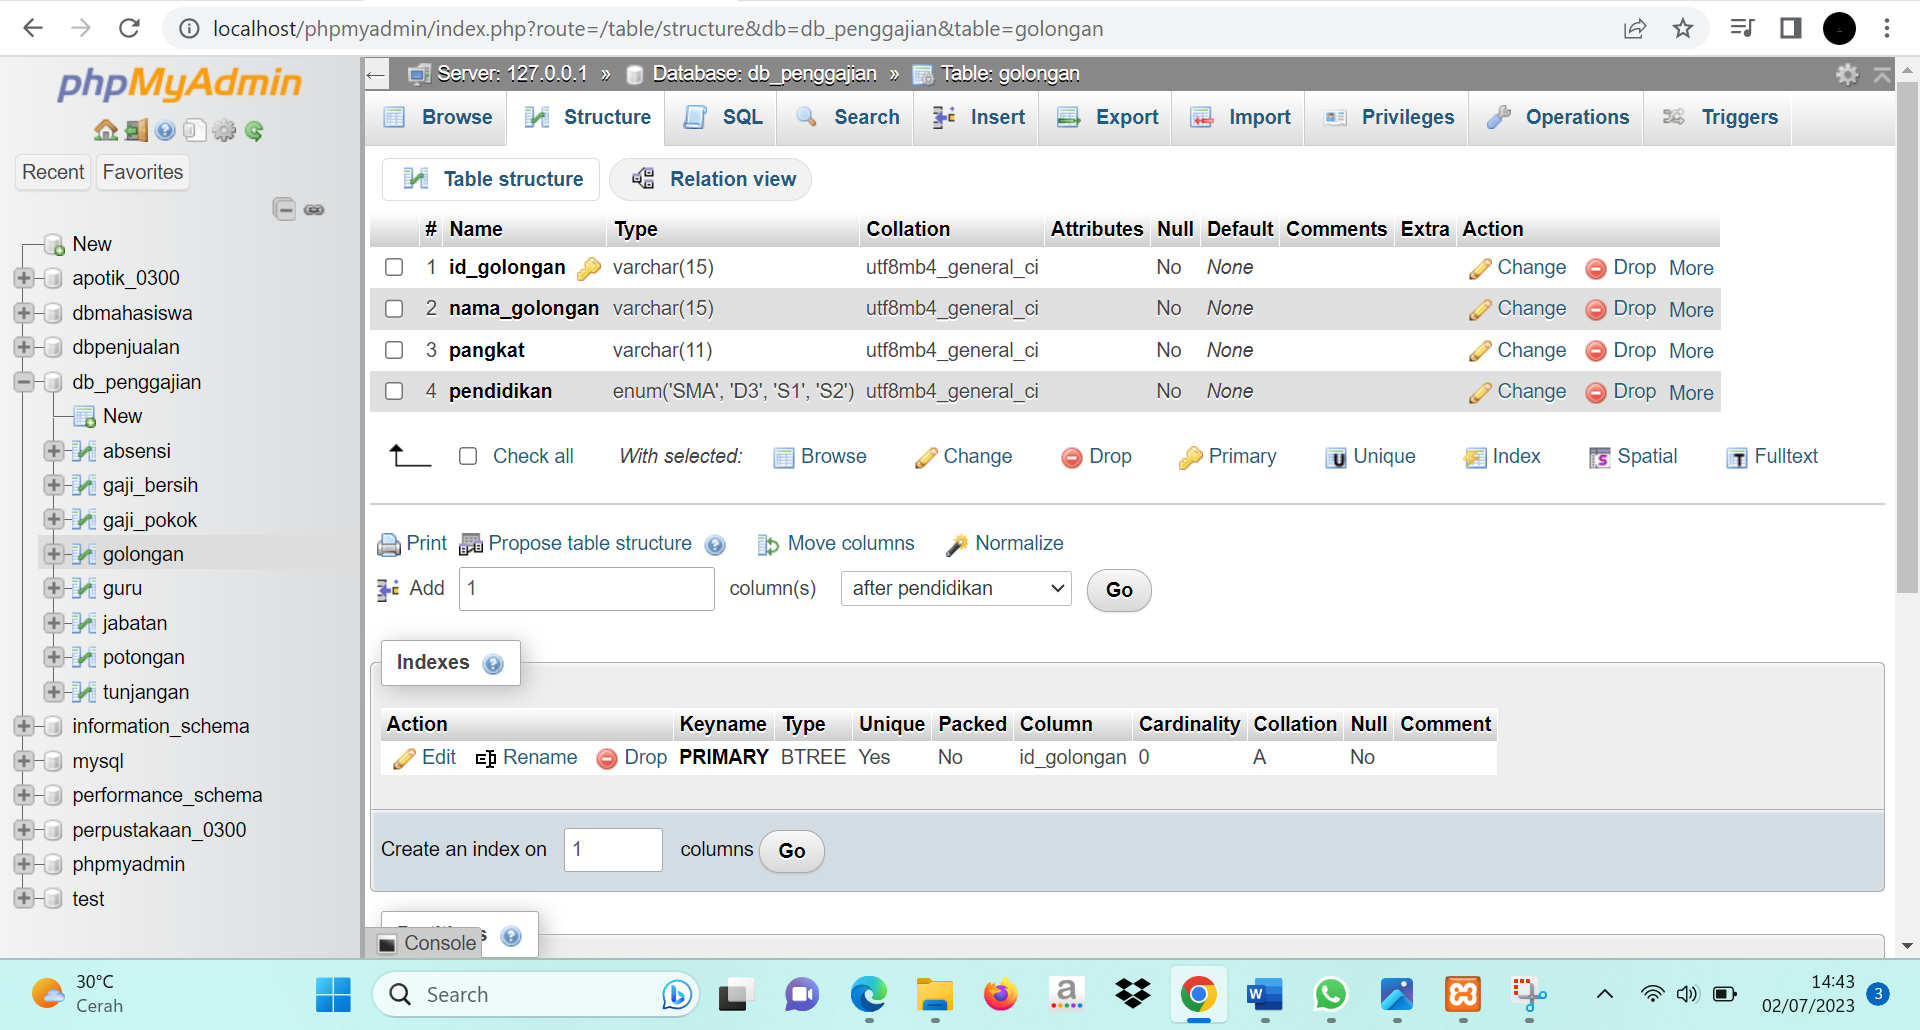 localhost/phpmyadmin/index.php?route=/table/structure&db=db_penggajian&table=golongan
phpMyAdmin
Recent Favorites
New
apotik_0300
dbmahasiswa
dbpenjualan
db_penggajian
New
absensi
gaji_bersih
gaji_pokok
golongan
guru
jabatan
potongan
tunjangan
information_schema
mysql
performance_schema
perpustakaan_0300
phpmyadmin
test
Server: 127.0.0.1 » Database: db_penggajian » Table: golongan
Browse Structure SQL Search Insert Export Import Privileges Operations Triggers
Table structure Relation view
# Name Type Collation Attributes Null Default Comments Extra Action
1 id_golongan varchar(15) utf8mb4_general_ci No None Change Drop More
2 nama_golongan varchar(15) utf8mb4_general_ci No None Change Drop More
3 pangkat varchar(11) utf8mb4_general_ci No None Change Drop More
4 pendidikan enum('SMA', 'D3', 'S1', 'S2') utf8mb4_general_ci No None Change Drop More
Check all With selected: Browse Change Drop Primary Unique Index Spatial Fulltext
Print Propose table structure Move columns Normalize
Add 1 column(s) after pendidikan Go
Indexes
Action Keyname Type Unique Packed Column Cardinality Collation Null Comment
Edit Rename Drop PRIMARY BTREE Yes No id_golongan 0 A No
Create an index on 1 columns Go
Console
30°C
Cerah
Search
14:43
02/07/2023
3